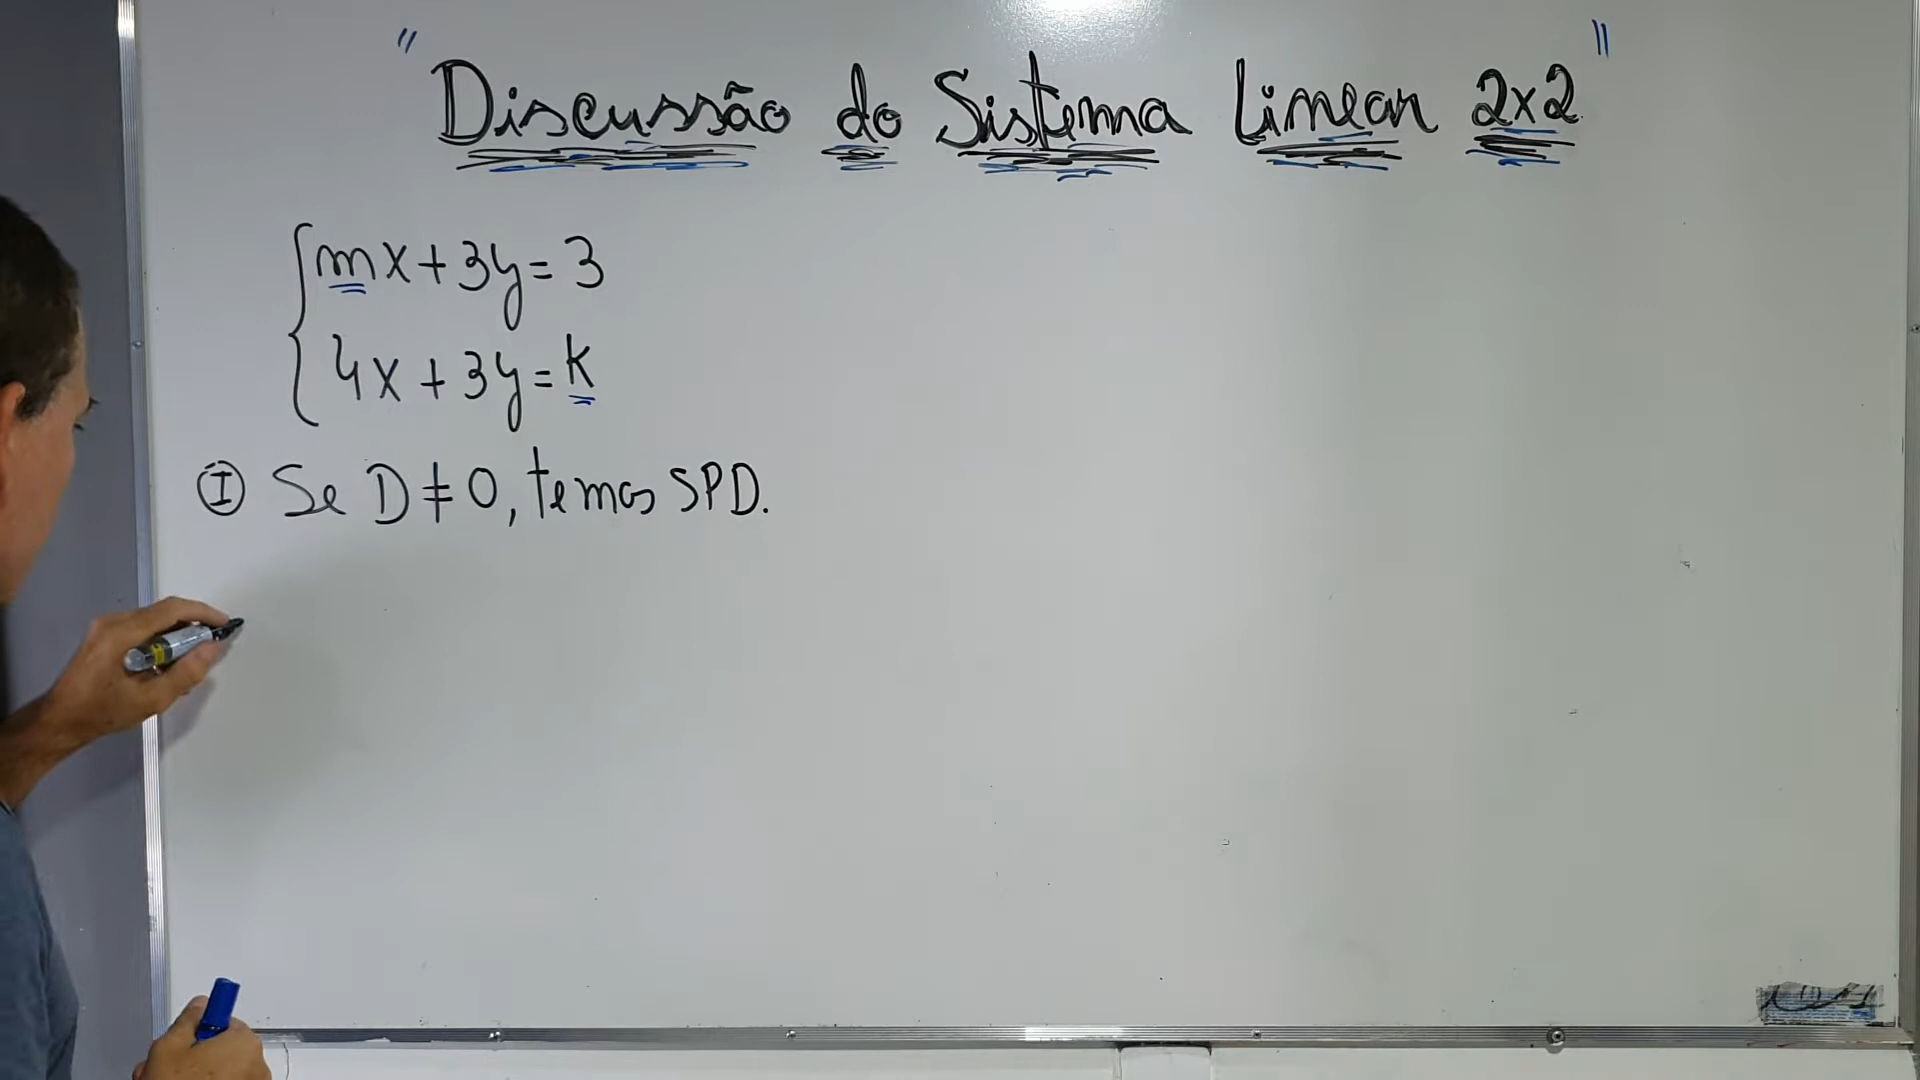 "Discussão do Sistema Linear 2x2"
mx+3y=3
4x+3y=k
I Se D≠0, temos SPD.